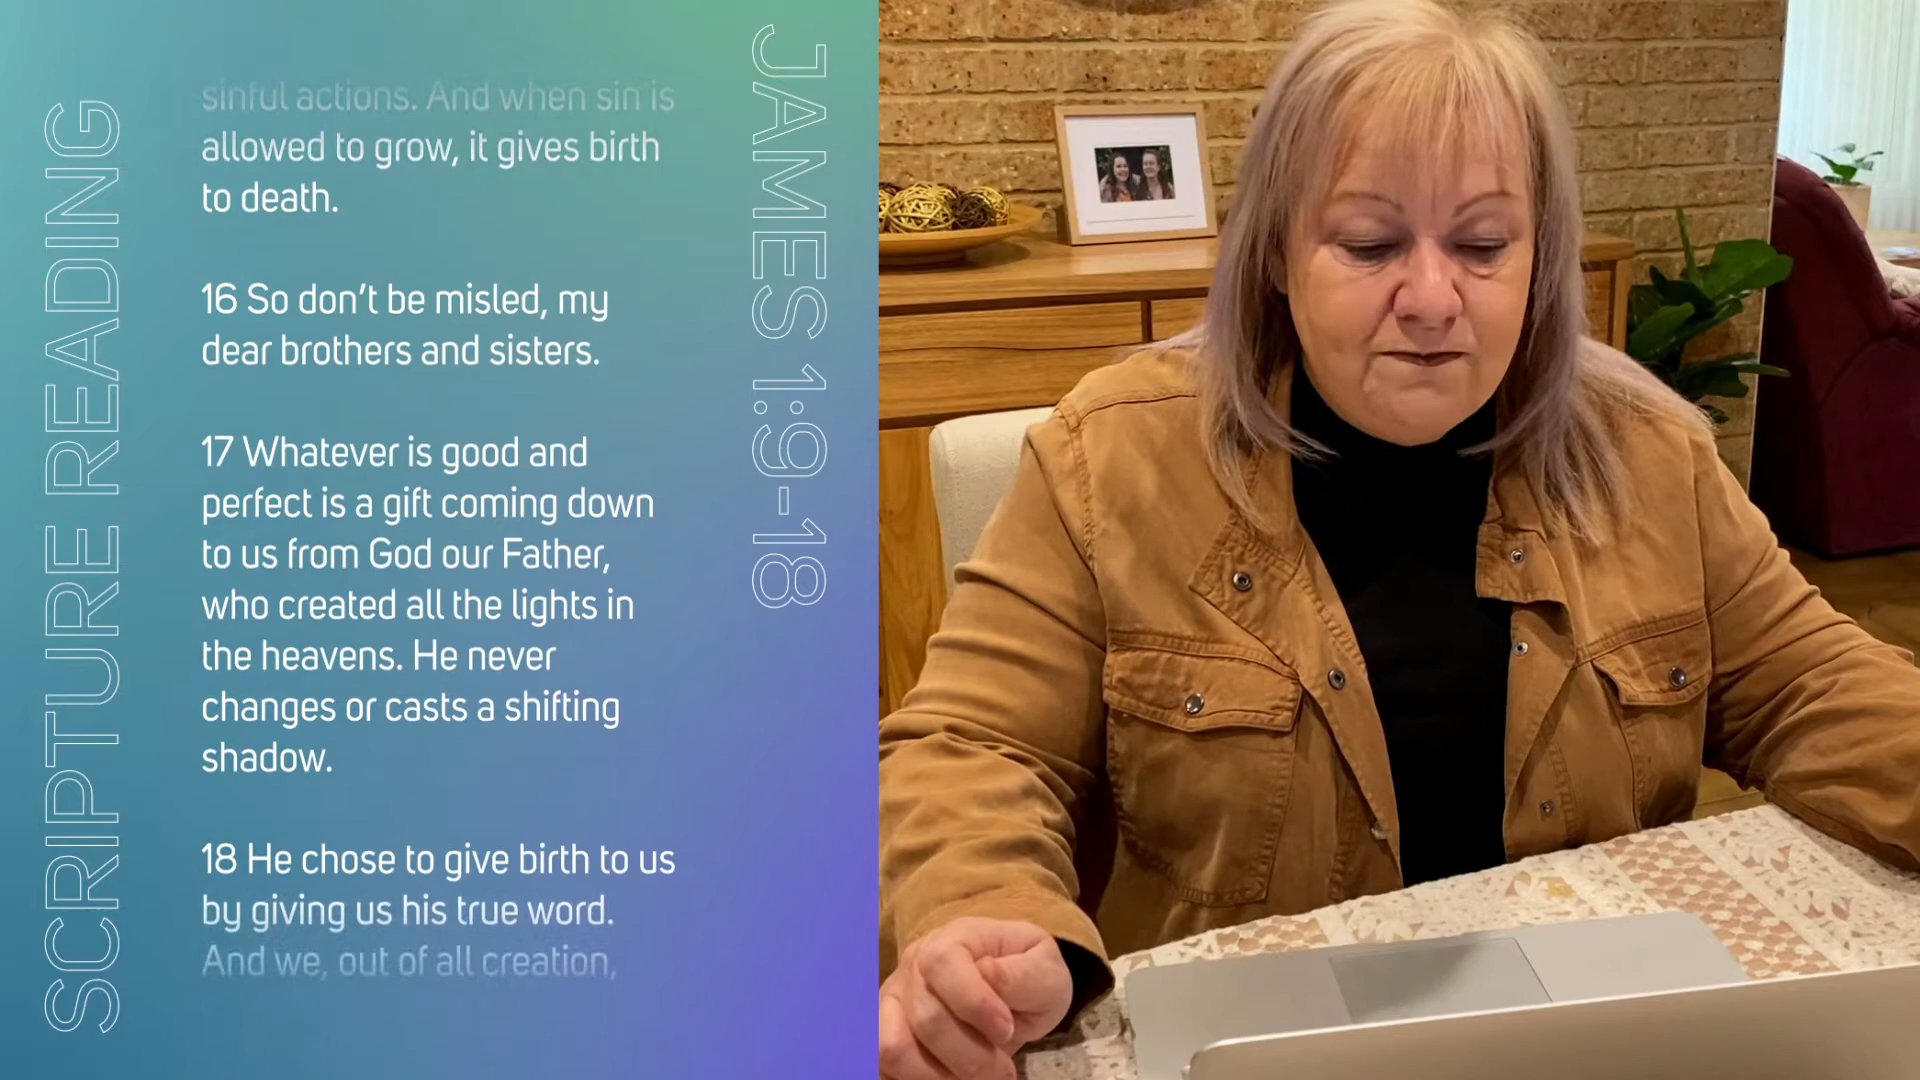 SCRIPTURE READING
sinful actions. And when sin is
allowed to grow, it gives birth
to death.
16 So don’t be misled, my
dear brothers and sisters.
17 Whatever is good and
perfect is a gift coming down
to us from God our Father,
who created all the lights in
the heavens. He never
changes or casts a shifting
shadow.
18 He chose to give birth to us
by giving us his true word.
And we, out of all creation,
JAMES 1:9-18